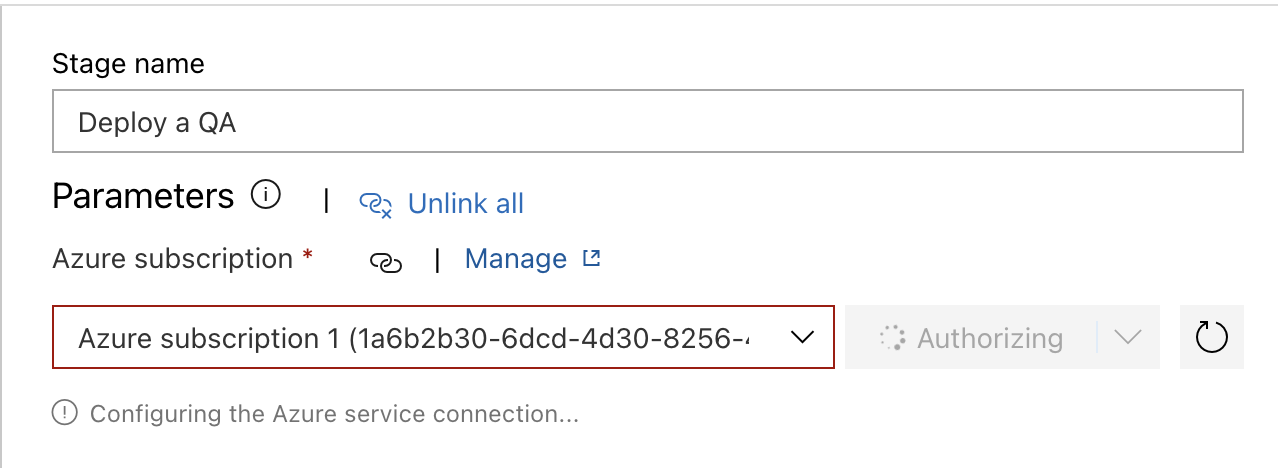 Stage name
Deploy a QA
Parameters | Unlink all
Azure subscription * | Manage
Azure subscription 1 (1a6b2b30-6dcd-4d30-8256- Authorizing
Configuring the Azure service connection...